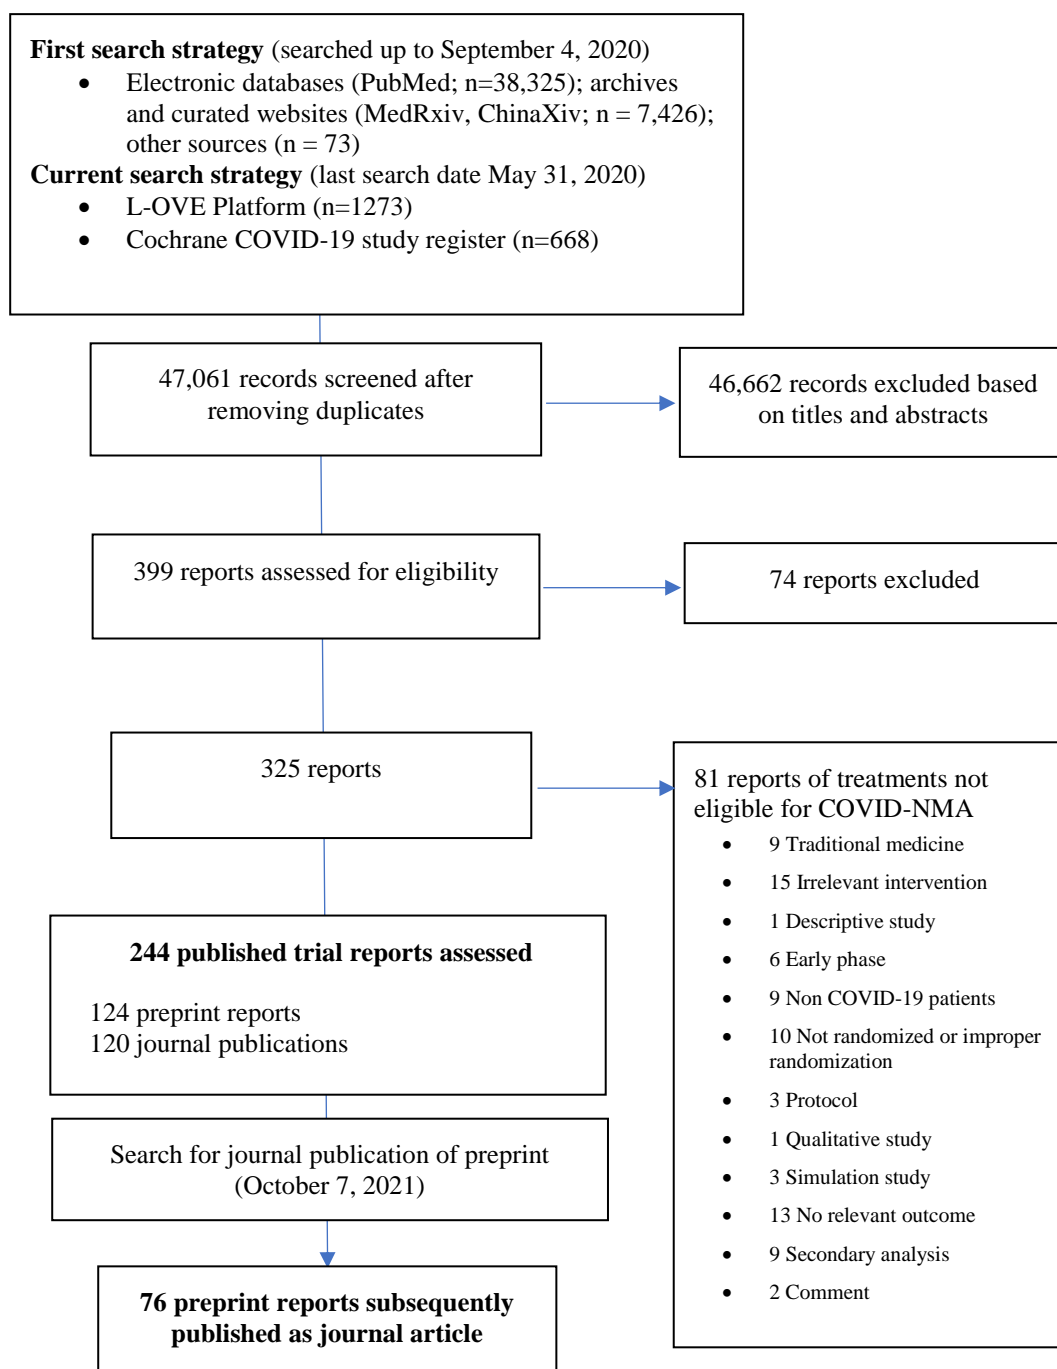 First search strategy (searched up to September 4, 2020)
• Electronic databases (PubMed; n=38,325); archives
and curated websites (MedRxiv, ChinaXiv; n = 7,426);
other sources (n = 73)
Current search strategy (last search date May 31, 2020)
• L-OVE Platform (n=1273)
• Cochrane COVID-19 study register (n=668)
47,061 records screened after
removing duplicates
46,662 records excluded based
on titles and abstracts
399 reports assessed for eligibility
74 reports excluded
325 reports
81 reports of treatments not
eligible for COVID-NMA
• 9 Traditional medicine
• 15 Irrelevant intervention
• 1 Descriptive study
• 6 Early phase
• 9 Non COVID-19 patients
• 10 Not randomized or improper
randomization
• 3 Protocol
• 1 Qualitative study
• 3 Simulation study
• 13 No relevant outcome
• 9 Secondary analysis
• 2 Comment
244 published trial reports assessed
124 preprint reports
120 journal publications
Search for journal publication of preprint
(October 7, 2021)
76 preprint reports subsequently
published as journal article